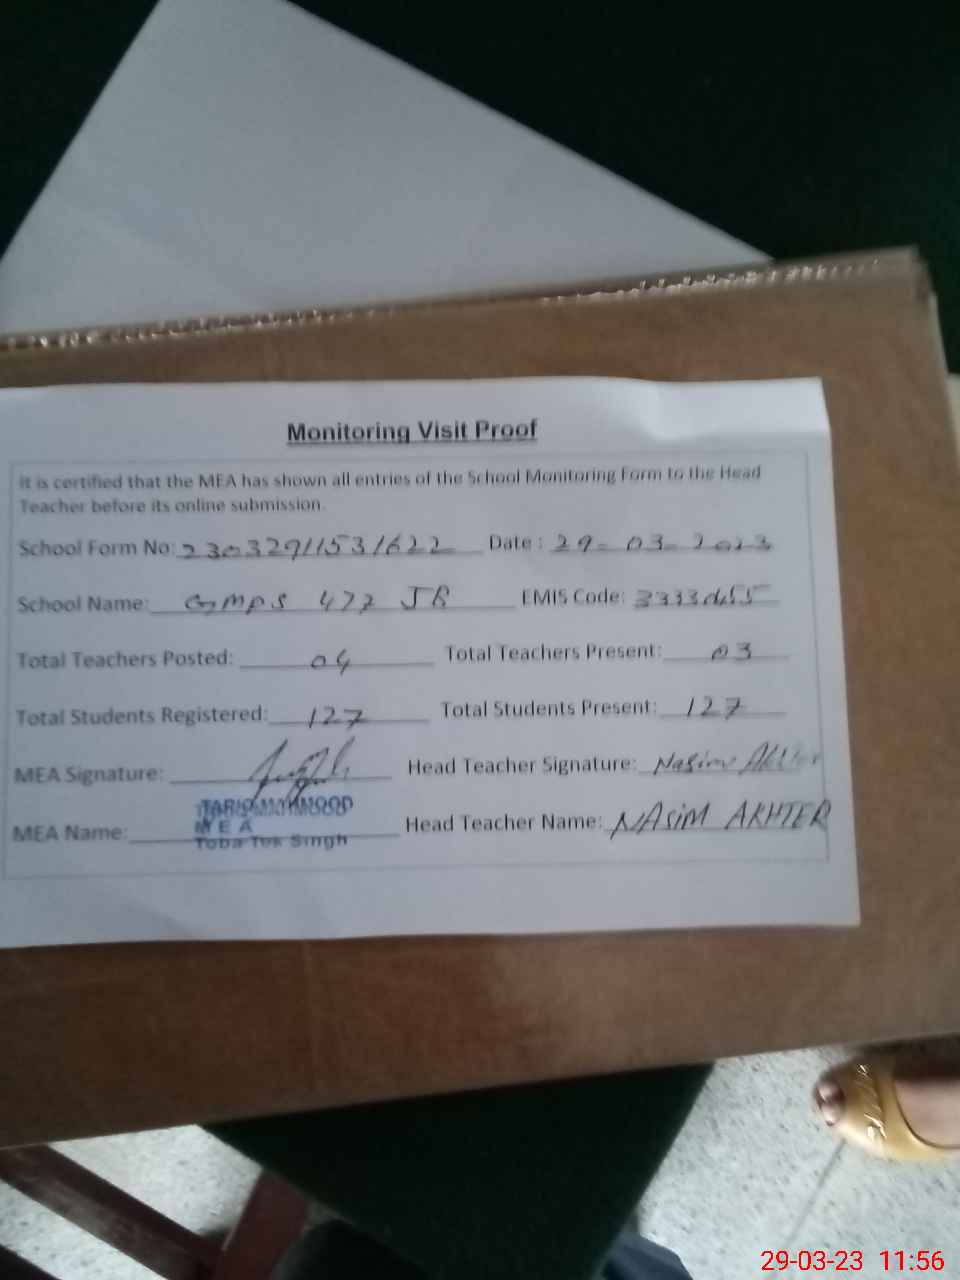 Monitoring Visit Proof
It is certified that the MEA has shown all entries of the School Monitoring Form to the Head
Teacher before its online submission.
School Form No: 23032911531622 Date : 29-03-2023
School Name: GMPS 477 JB EMIS Code:
Total Teachers Posted: 04 Total Teachers Present: 03
Total Students Registered: 127 Total Students Present: 127
MEA Signature: Head Teacher Signature: Nasim Akhter
MEA Name: TARIQ MAHMOOD Head Teacher Name: NASIM AKHTER
MEA
Toba Tek Singh
29-03-23 11:56